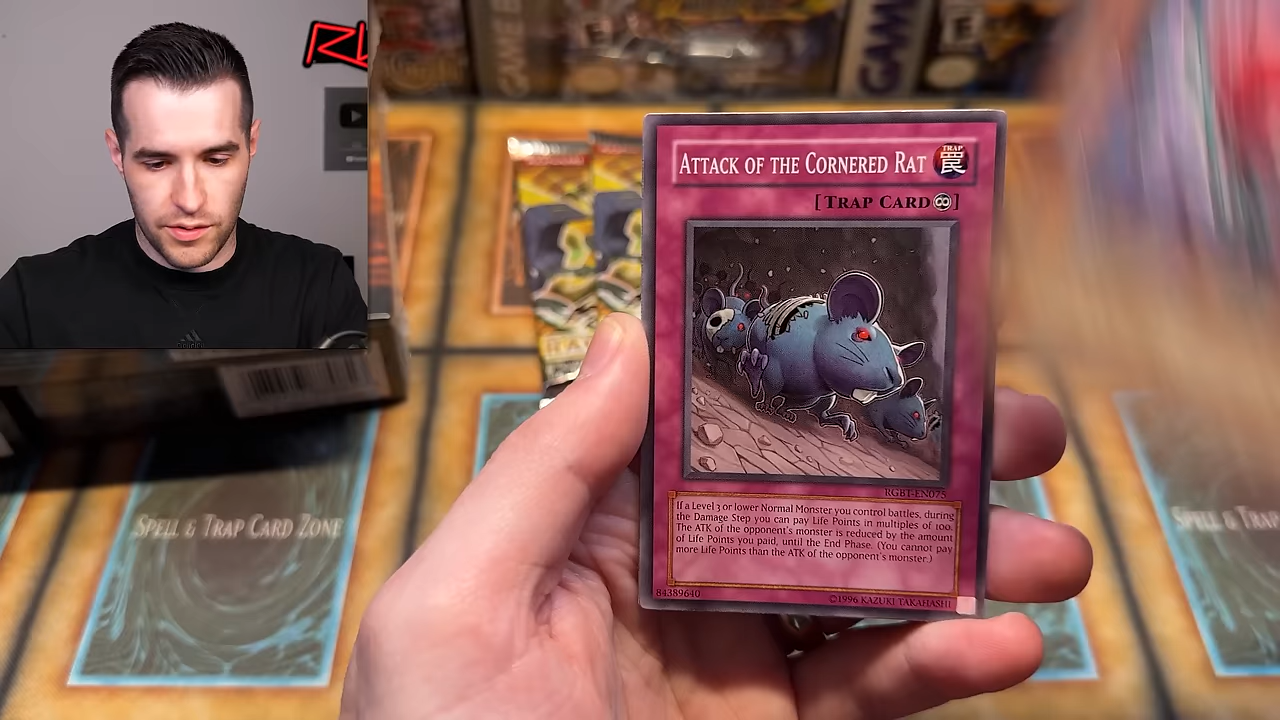 RU
GAME B
GAM
E
ATTACK OF THE CORNERED RAT
TRAP
罠
[TRAP CARD∞]
RGBT-EN075
If a Level 3 or lower Normal Monster you control battles, during
the Damage Step you can pay Life Points in multiples of 100.
The ATK of the opponent's monster is reduced by the amount
of Life Points you paid, until the End Phase. (You cannot pay
more Life Points than the ATK of the opponent's monster.)
84389640
©1996 KAZUKI TAKAHASHI
SPELL & TRAP CARD ZONE
SPELL & TRAP